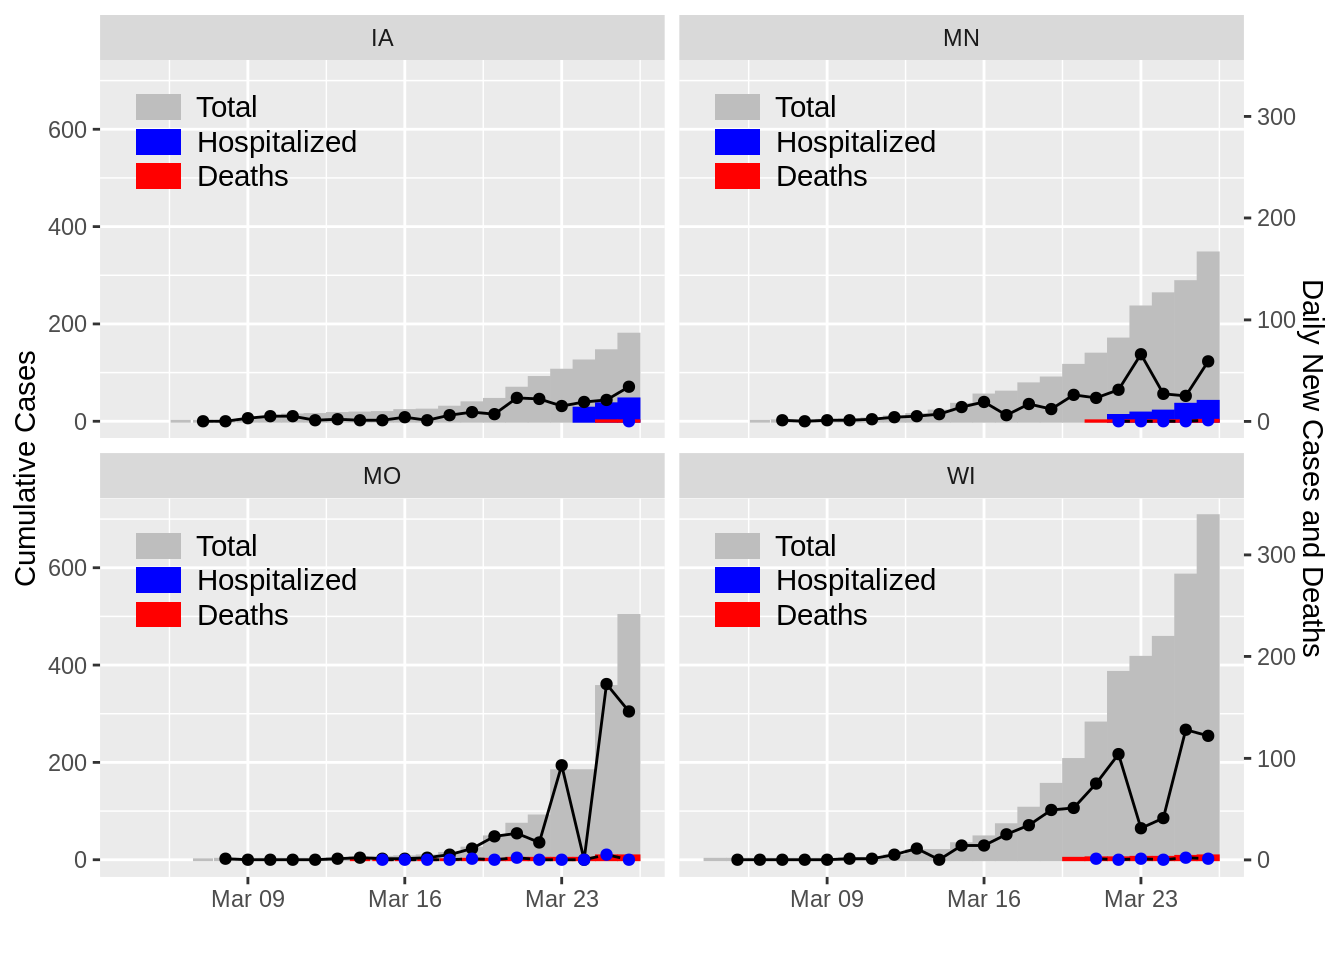 IA
MN
Total
Hospitalized
Deaths
Total
Hospitalized
Deaths
600
400
200
0
300
200
100
0
MO
WI
Total
Hospitalized
Deaths
Total
Hospitalized
Deaths
600
400
200
0
300
200
100
0
Mar 09
Mar 16
Mar 23
Mar 09
Mar 16
Mar 23
Cumulative Cases
Daily New Cases and Deaths